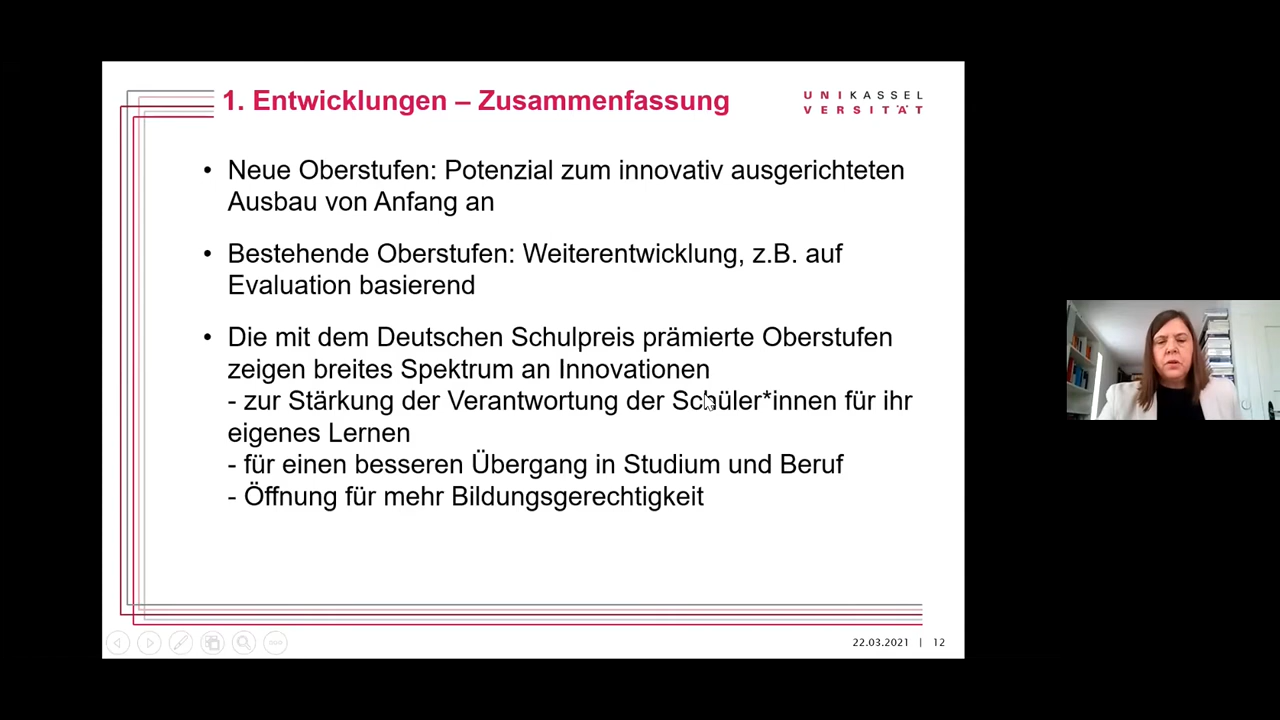 1. Entwicklungen – Zusammenfassung
UNIKASSEL
VERSITÄT
• Neue Oberstufen: Potenzial zum innovativ ausgerichteten
Ausbau von Anfang an
• Bestehende Oberstufen: Weiterentwicklung, z.B. auf
Evaluation basierend
• Die mit dem Deutschen Schulpreis prämierte Oberstufen
zeigen breites Spektrum an Innovationen
- zur Stärkung der Verantwortung der Schüler*innen für ihr
eigenes Lernen
- für einen besseren Übergang in Studium und Beruf
- Öffnung für mehr Bildungsgerechtigkeit
22.03.2021 | 12